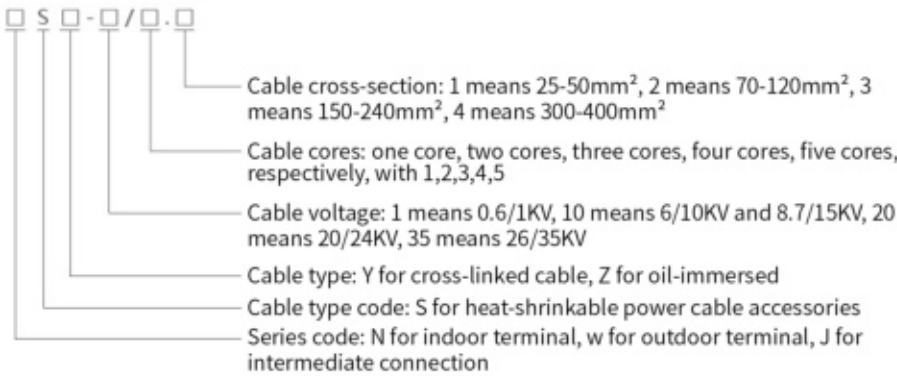 □ S □ - □ / □ . □
Cable cross-section: 1 means 25-50mm², 2 means 70-120mm², 3
means 150-240mm², 4 means 300-400mm²
Cable cores: one core, two cores, three cores, four cores, five cores,
respectively, with 1,2,3,4,5
Cable voltage: 1 means 0.6/1KV, 10 means 6/10KV and 8.7/15KV, 20
means 20/24KV, 35 means 26/35KV
Cable type: Y for cross-linked cable, Z for oil-immersed
Cable type code: S for heat-shrinkable power cable accessories
Series code: N for indoor terminal, w for outdoor terminal, J for
intermediate connection